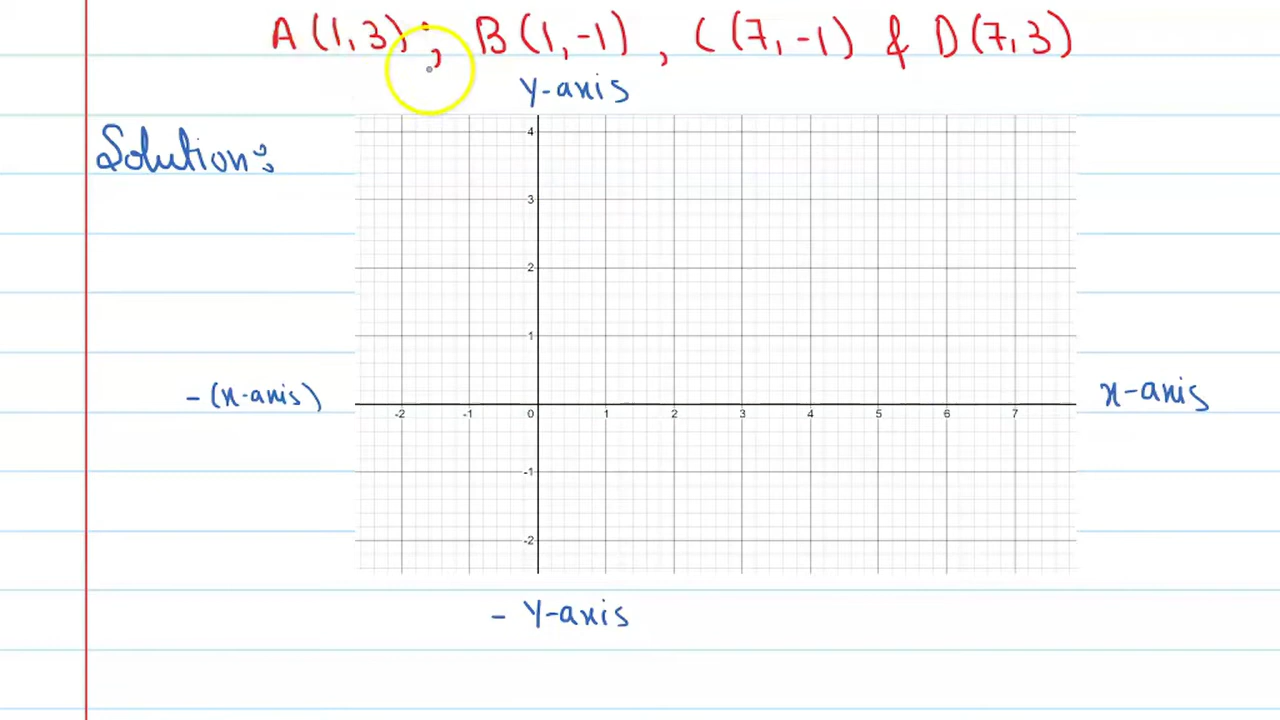 A (1,3) ; B (1,-1) , C (7,-1) & D (7,3)
Y-axis
Solution:
4
3
2
1
- (x-axis)
x-axis
-2 -1 0 1 2 3 4 5 6 7
-1
-2
- Y-axis